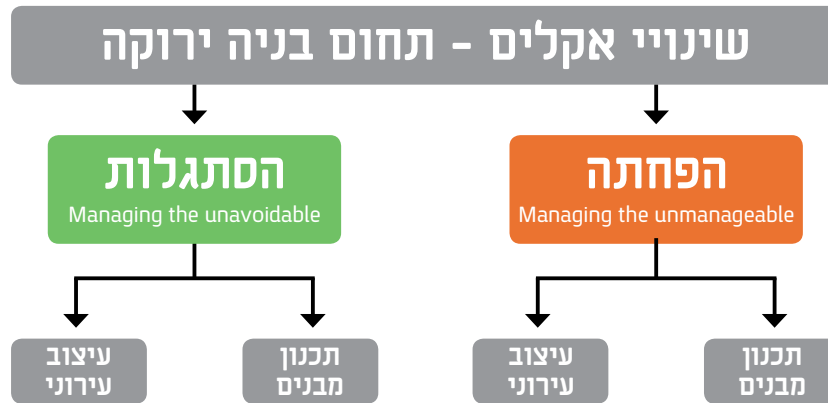 שינויי אקלים - תחום בניה ירוקה
הפחתה
Managing the unmanageable
הסתגלות
Managing the unavoidable
תכנון
מבנים
עיצוב
עירוני
תכנון
מבנים
עיצוב
עירוני